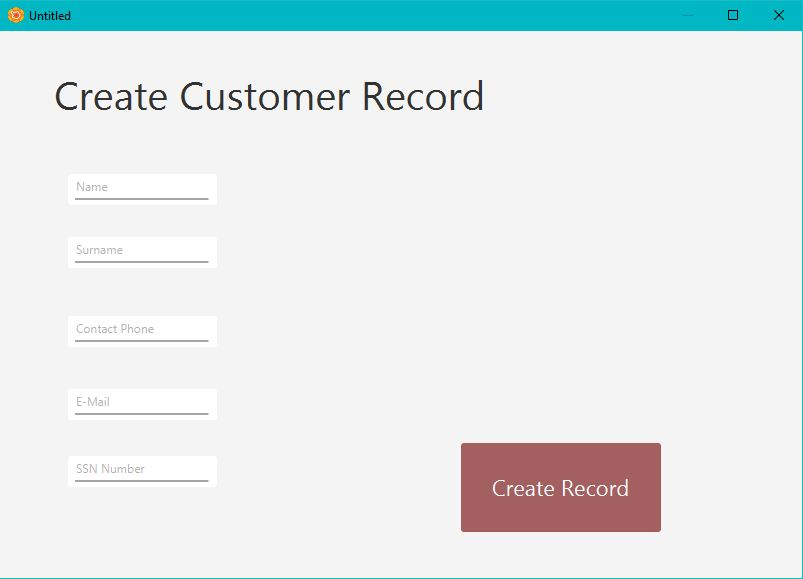 Untitled
Create Customer Record
Name
Surname
Contact Phone
E-Mail
SSN Number
Create Record